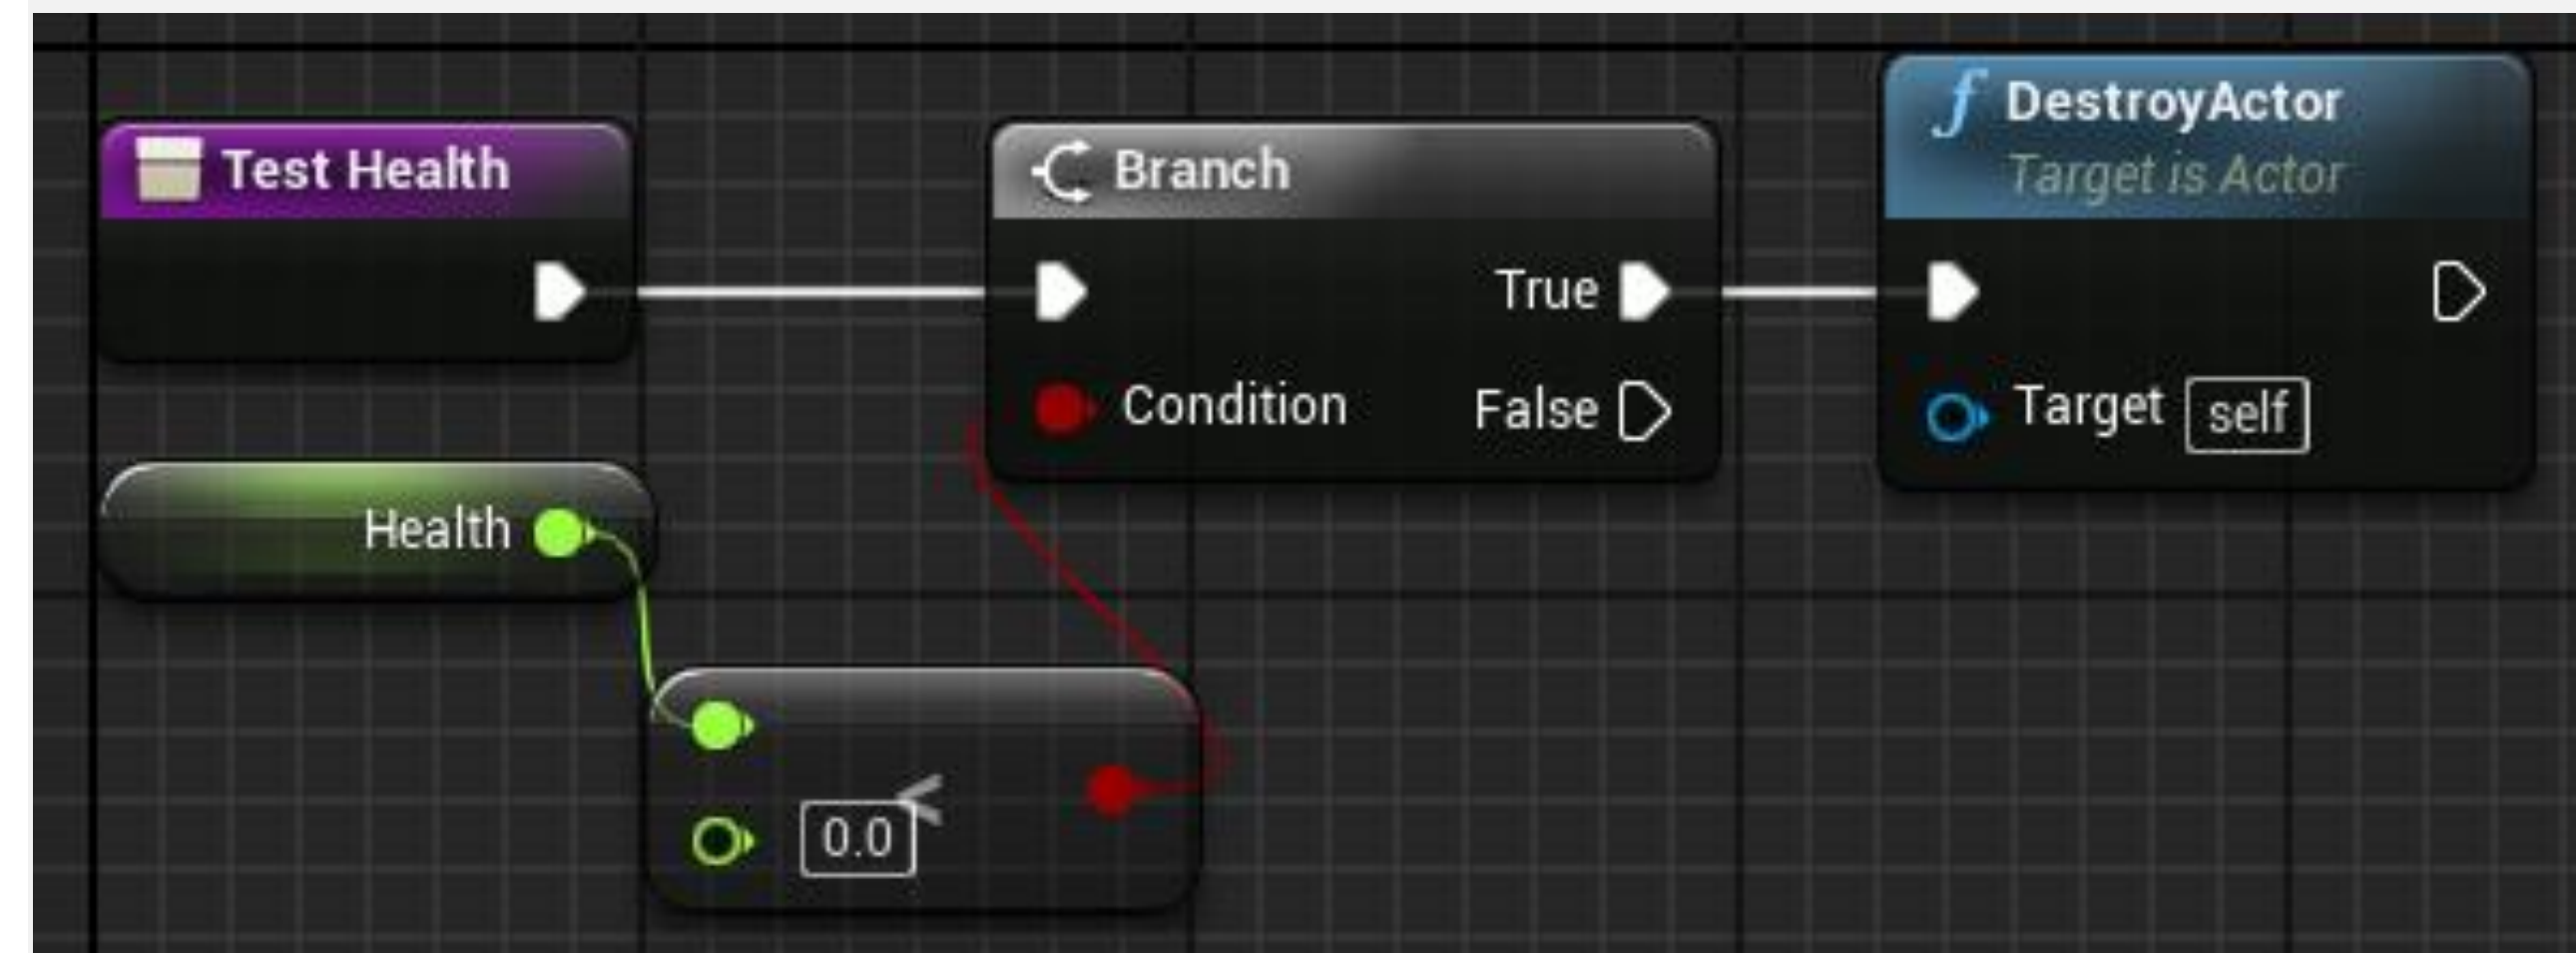 Test Health
Branch
DestroyActor
Target is Actor
True
Condition
False
Target self
Health
<
0.0